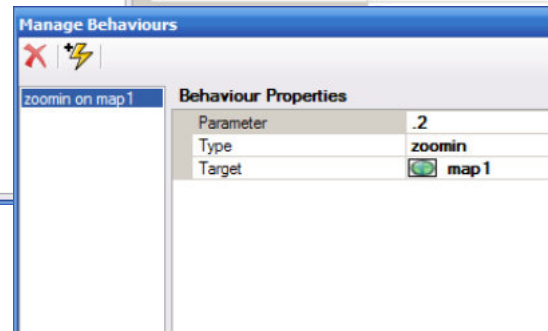 Manage Behaviours
zoomin on map1
Behaviour Properties
Parameter .2
Type zoomin
Target map1